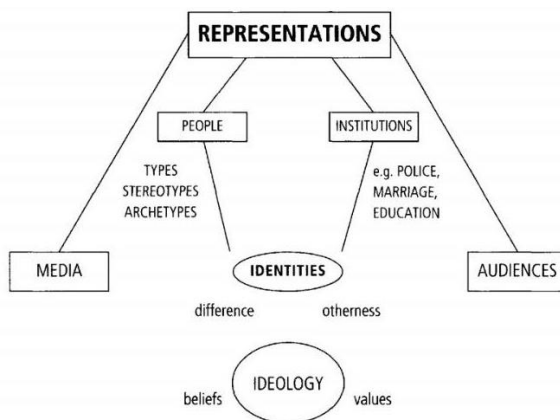 REPRESENTATIONS
PEOPLE
INSTITUTIONS
TYPES
STEREOTYPES
ARCHETYPES
e.g. POLICE,
MARRIAGE,
EDUCATION
MEDIA
IDENTITIES
AUDIENCES
difference
otherness
IDEOLOGY
beliefs
values